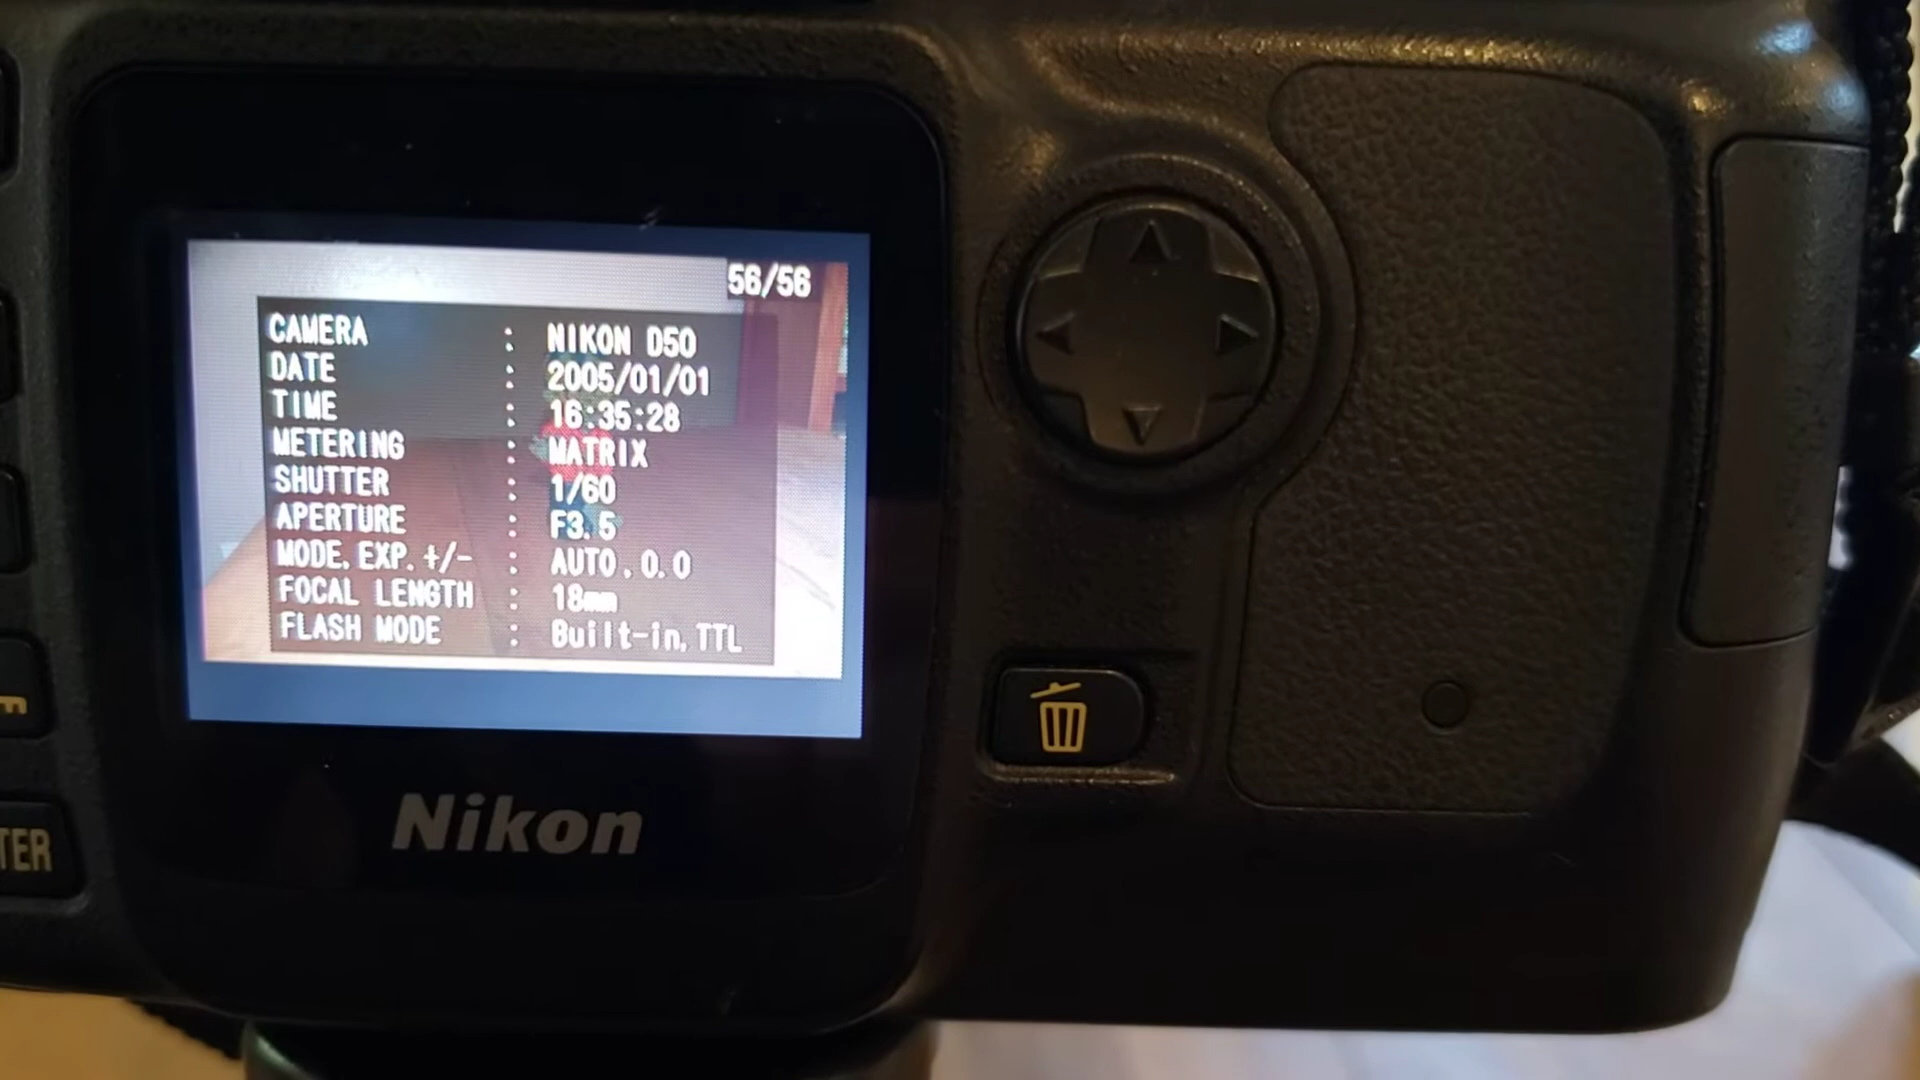 56/56
CAMERA : NIKON D50
DATE : 2005/01/01
TIME : 16:35:28
METERING : MATRIX
SHUTTER : 1/60
APERTURE : F3.5
MODE, EXP.+/- : AUTO, 0.0
FOCAL LENGTH : 18mm
FLASH MODE : Built-in, TTL
Nikon